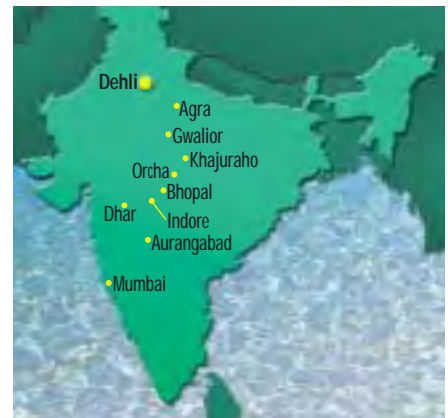 Dehli
Agra
Gwalior
Khajuraho
Orcha
Bhopal
Dhar
Indore
Aurangabad
Mumbai